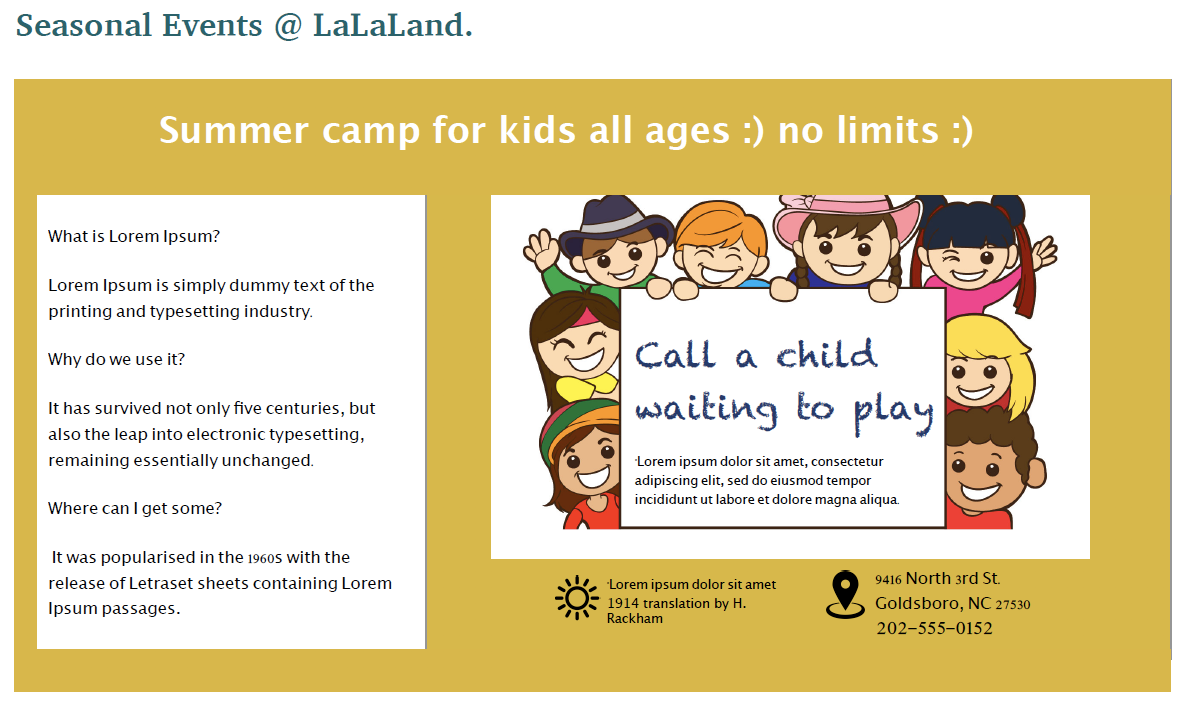 Seasonal Events @ LaLaLand.
Summer camp for kids all ages :) no limits :)
What is Lorem Ipsum?
Lorem Ipsum is simply dummy text of the
printing and typesetting industry.
Why do we use it?
It has survived not only five centuries, but
also the leap into electronic typesetting,
remaining essentially unchanged.
Where can I get some?
It was popularised in the 1960s with the
release of Letraset sheets containing Lorem
Ipsum passages.
Call a child
waiting to play
"Lorem ipsum dolor sit amet, consectetur
adipiscing elit, sed do eiusmod tempor
incididunt ut labore et dolore magna aliqua.
"Lorem ipsum dolor sit amet
1914 translation by H.
Rackham
9416 North 3rd St.
Goldsboro, NC 27530
202-555-0152